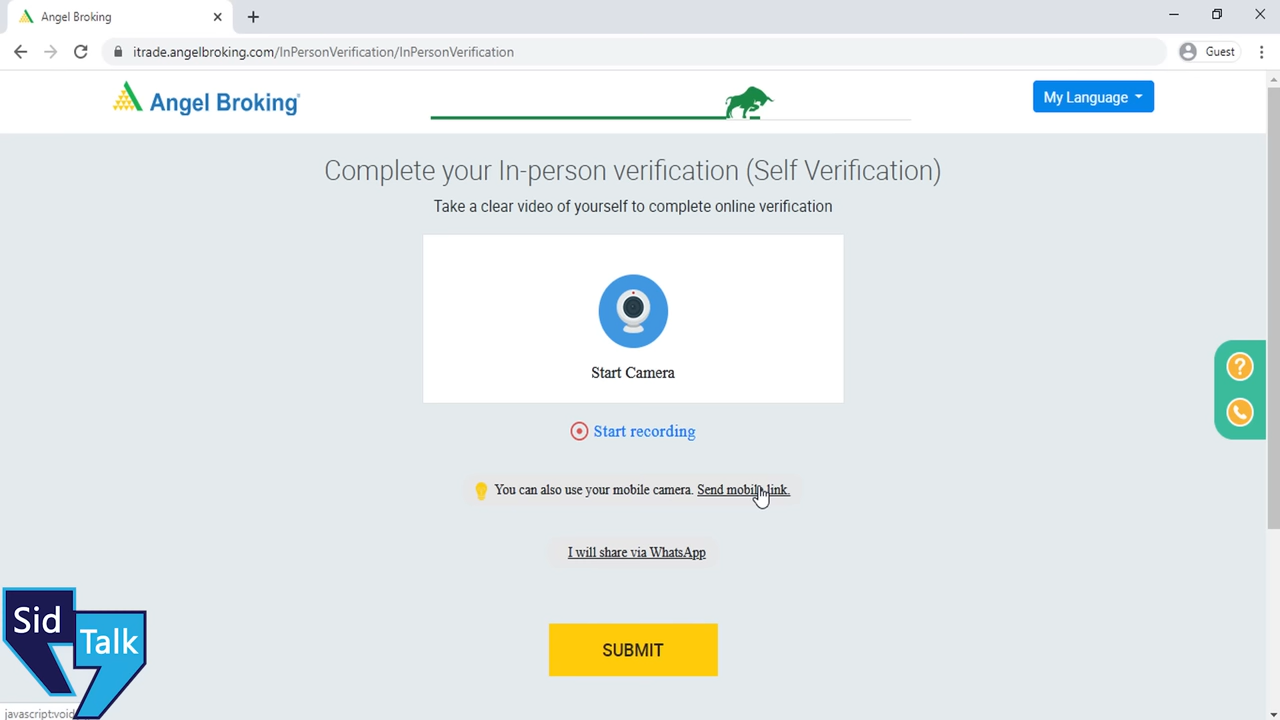 Angel Broking
itrade.angelbroking.com/InPersonVerification/InPersonVerification
Guest
Angel Broking
My Language
Complete your In-person verification (Self Verification)
Take a clear video of yourself to complete online verification
Start Camera
Start recording
You can also use your mobile camera. Send mobile link.
I will share via WhatsApp
SUBMIT
Sid
Talk
javascript:void